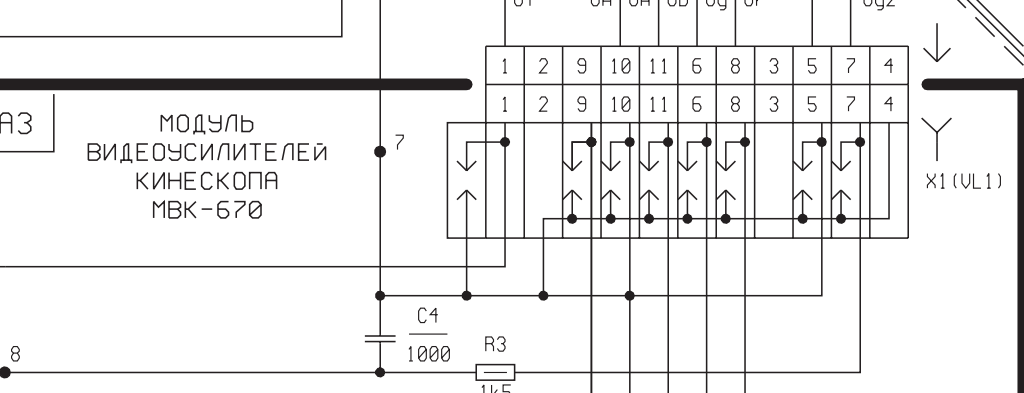 1 2 9 10 11 6 8 3 5 7 4
1 2 9 10 11 6 8 3 5 7 4
А3
МОДУЛЬ
ВИДЕОУСИЛИТЕЛЕЙ
КИНЕСКОПА
МВК-670
7
X1(VL1)
C4
1000
R3
8